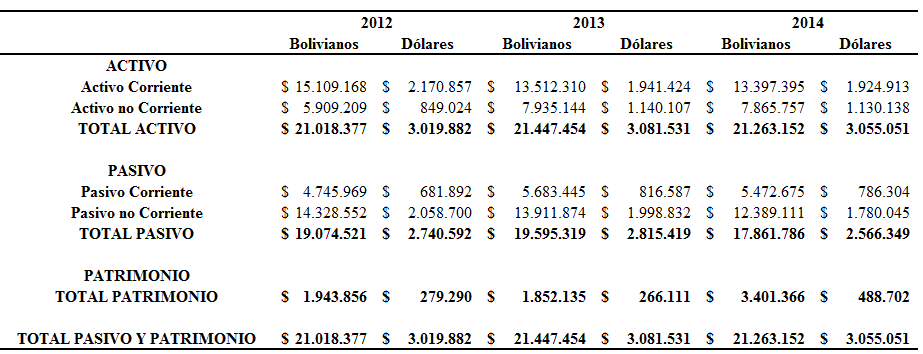 2012 2013 2014
Bolivianos Dólares Bolivianos Dólares Bolivianos Dólares
ACTIVO
Activo Corriente $ 15.109.168 $ 2.170.857 $ 13.512.310 $ 1.941.424 $ 13.397.395 $ 1.924.913
Activo no Corriente $ 5.909.209 $ 849.024 $ 7.935.144 $ 1.140.107 $ 7.865.757 $ 1.130.138
TOTAL ACTIVO $ 21.018.377 $ 3.019.882 $ 21.447.454 $ 3.081.531 $ 21.263.152 $ 3.055.051
PASIVO
Pasivo Corriente $ 4.745.969 $ 681.892 $ 5.683.445 $ 816.587 $ 5.472.675 $ 786.304
Pasivo no Corriente $ 14.328.552 $ 2.058.700 $ 13.911.874 $ 1.998.832 $ 12.389.111 $ 1.780.045
TOTAL PASIVO $ 19.074.521 $ 2.740.592 $ 19.595.319 $ 2.815.419 $ 17.861.786 $ 2.566.349
PATRIMONIO
TOTAL PATRIMONIO $ 1.943.856 $ 279.290 $ 1.852.135 $ 266.111 $ 3.401.366 $ 488.702
TOTAL PASIVO Y PATRIMONIO $ 21.018.377 $ 3.019.882 $ 21.447.454 $ 3.081.531 $ 21.263.152 $ 3.055.051